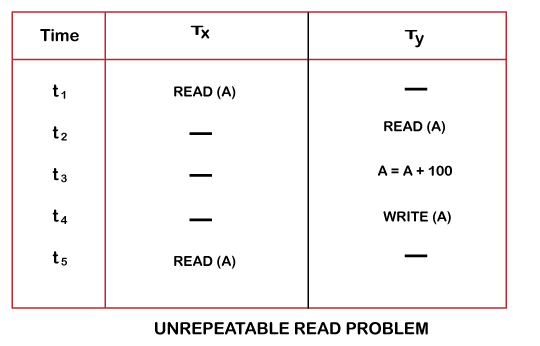 Time Tx Ty
t1 READ (A) —
t2 — READ (A)
t3 — A = A + 100
t4 — WRITE (A)
t5 READ (A) —
UNREPEATABLE READ PROBLEM